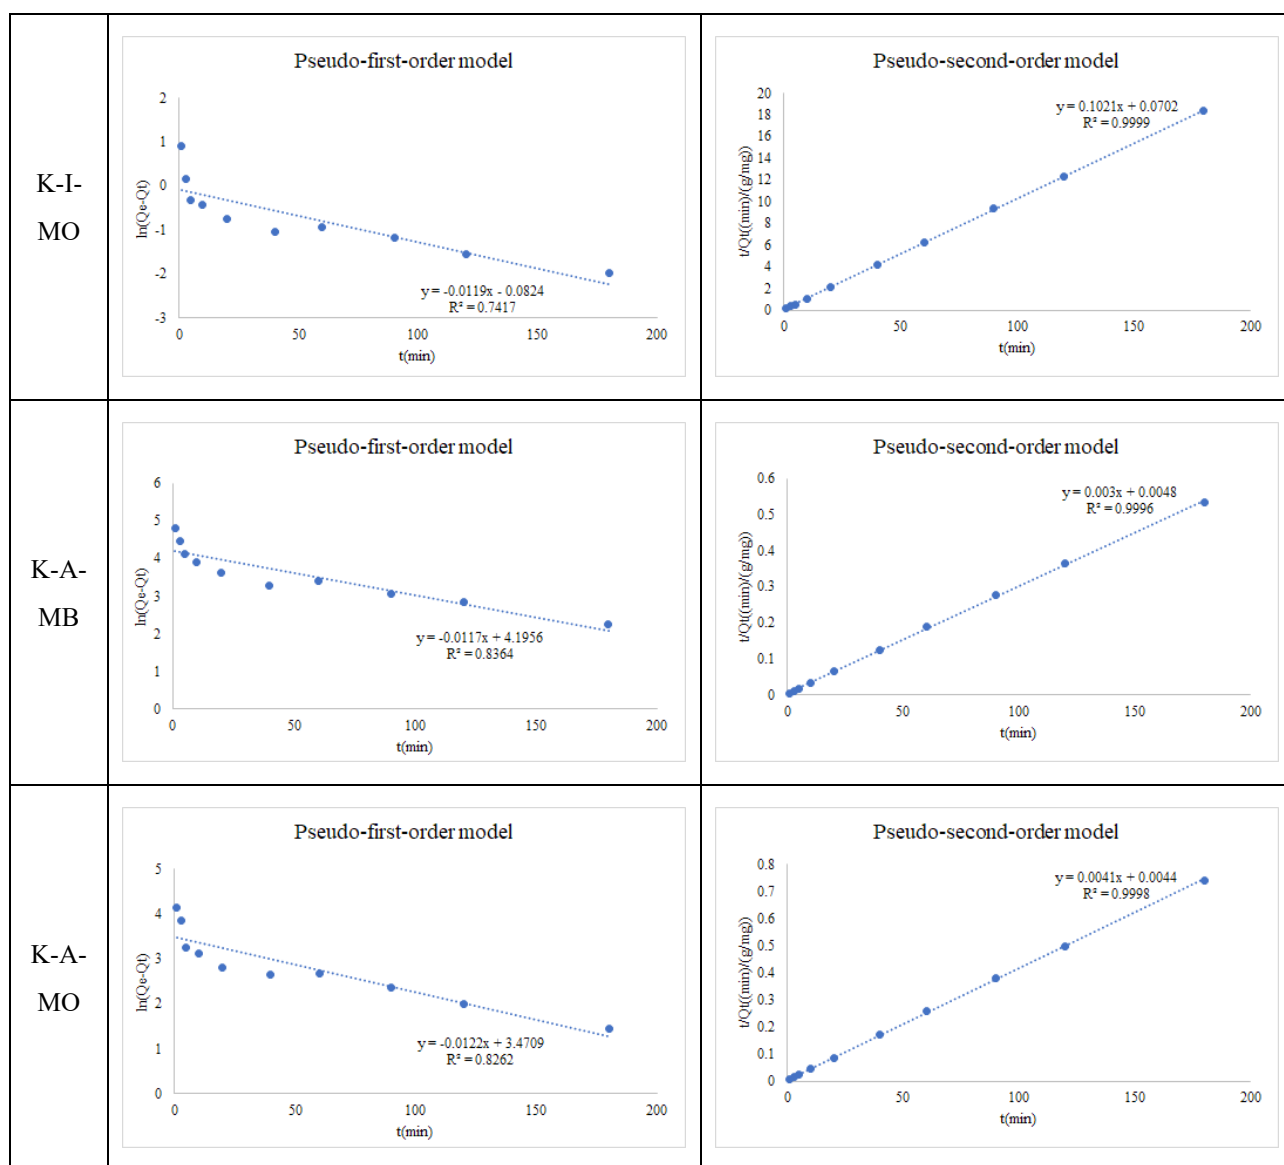 K-I-
MO
Pseudo-first-order model
2
1
0
-1
-2
-3
ln(Qe-Qt)
y = -0.0119x - 0.0824
R² = 0.7417
0 50 100 150 200
t(min)
Pseudo-second-order model
20
18
16
14
12
10
8
6
4
2
0
t/Qt((min)/(g/mg))
y = 0.1021x + 0.0702
R² = 0.9999
0 50 100 150 200
t(min)
K-A-
MB
Pseudo-first-order model
6
5
4
3
2
1
0
ln(Qe-Qt)
y = -0.0117x + 4.1956
R² = 0.8364
0 50 100 150 200
t(min)
Pseudo-second-order model
0.6
0.5
0.4
0.3
0.2
0.1
0
t/Qt((min)/(g/mg))
y = 0.003x + 0.0048
R² = 0.9996
0 50 100 150 200
t(min)
K-A-
MO
Pseudo-first-order model
5
4
3
2
1
0
ln(Qe-Qt)
y = -0.0122x + 3.4709
R² = 0.8262
0 50 100 150 200
t(min)
Pseudo-second-order model
0.8
0.7
0.6
0.5
0.4
0.3
0.2
0.1
0
t/Qt((min)/(g/mg))
y = 0.0041x + 0.0044
R² = 0.9998
0 50 100 150 200
t(min)